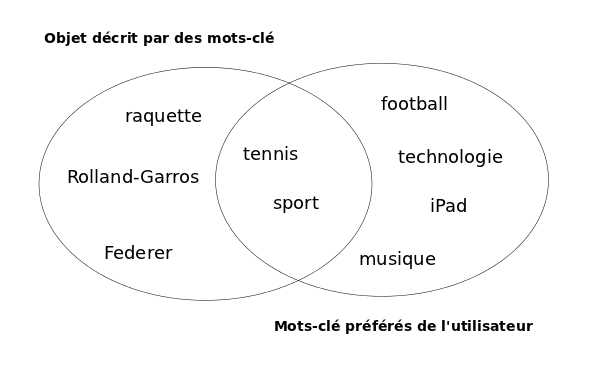 Objet décrit par des mots-clé
raquette
Rolland-Garros
Federer
tennis
sport
football
technologie
iPad
musique
Mots-clé préférés de l'utilisateur